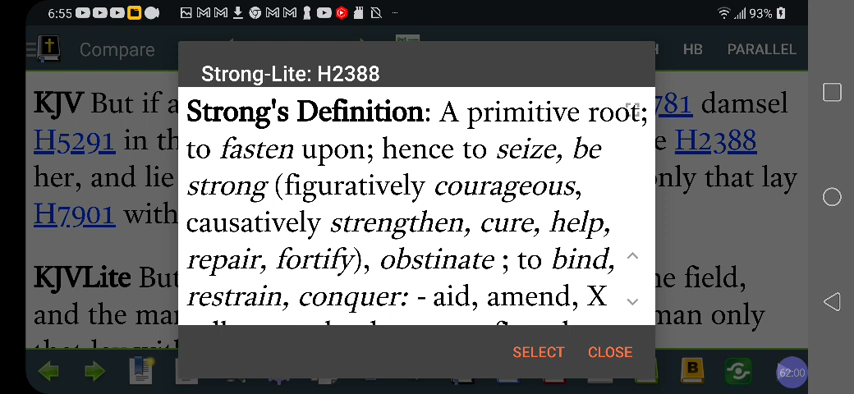 6:55
93%
Compare
HB PARALLEL
Strong-Lite: H2388
KJV But if a
damsel
H5291 in th
H2388
her, and lie
only that lay
H7901 with
KJVLite But
field,
and the
man only
Strong's Definition: A primitive root;
to fasten upon; hence to seize, be
strong (figuratively courageous,
causatively strengthen, cure, help,
repair, fortify), obstinate ; to bind,
restrain, conquer: - aid, amend, X
SELECT CLOSE
62:00